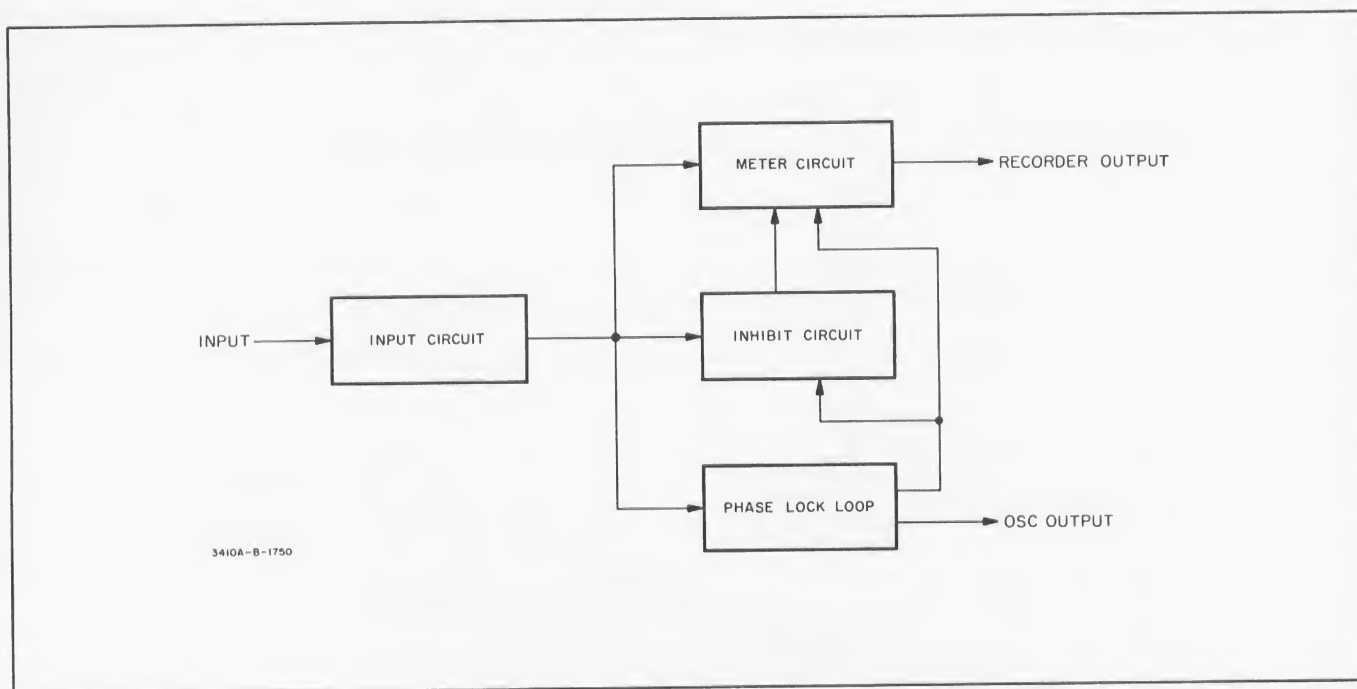 METER CIRCUIT
RECORDER OUTPUT
INPUT
INPUT CIRCUIT
INHIBIT CIRCUIT
PHASE LOCK LOOP
OSC OUTPUT
3410A-B-1750